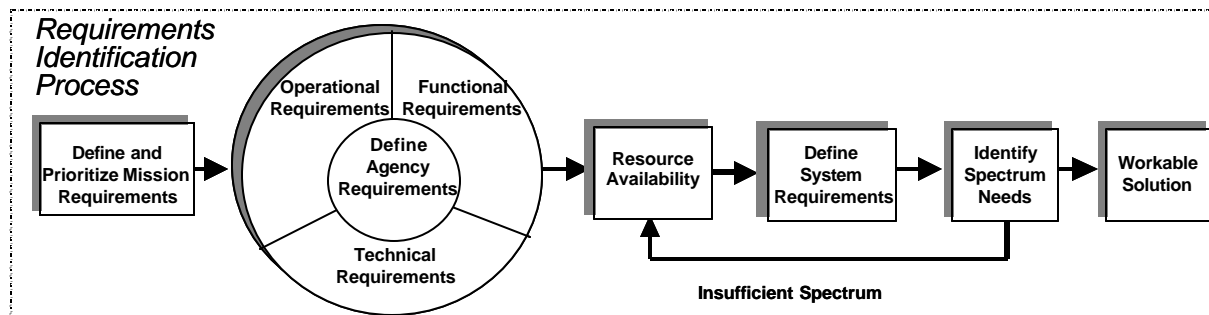 Requirements
Identification
Process
Define and
Prioritize Mission
Requirements
Operational
Requirements
Functional
Requirements
Define
Agency
Requirements
Technical
Requirements
Resource
Availability
Define
System
Requirements
Identify
Spectrum
Needs
Workable
Solution
Insufficient Spectrum